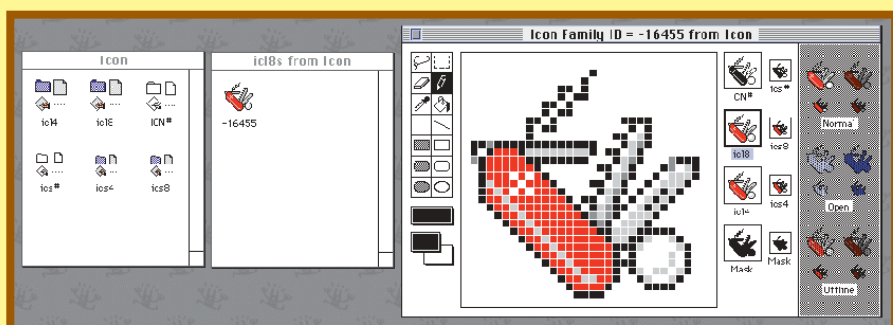 Icon
icl4
icl8
ICN#
ics#
ics4
ics8
icl8s from Icon
-16455
Icon Family ID = -16455 from Icon
CN#
ics#
icl8
ics8
icl4
ics4
Mask
Mask
Normal
Open
Offline